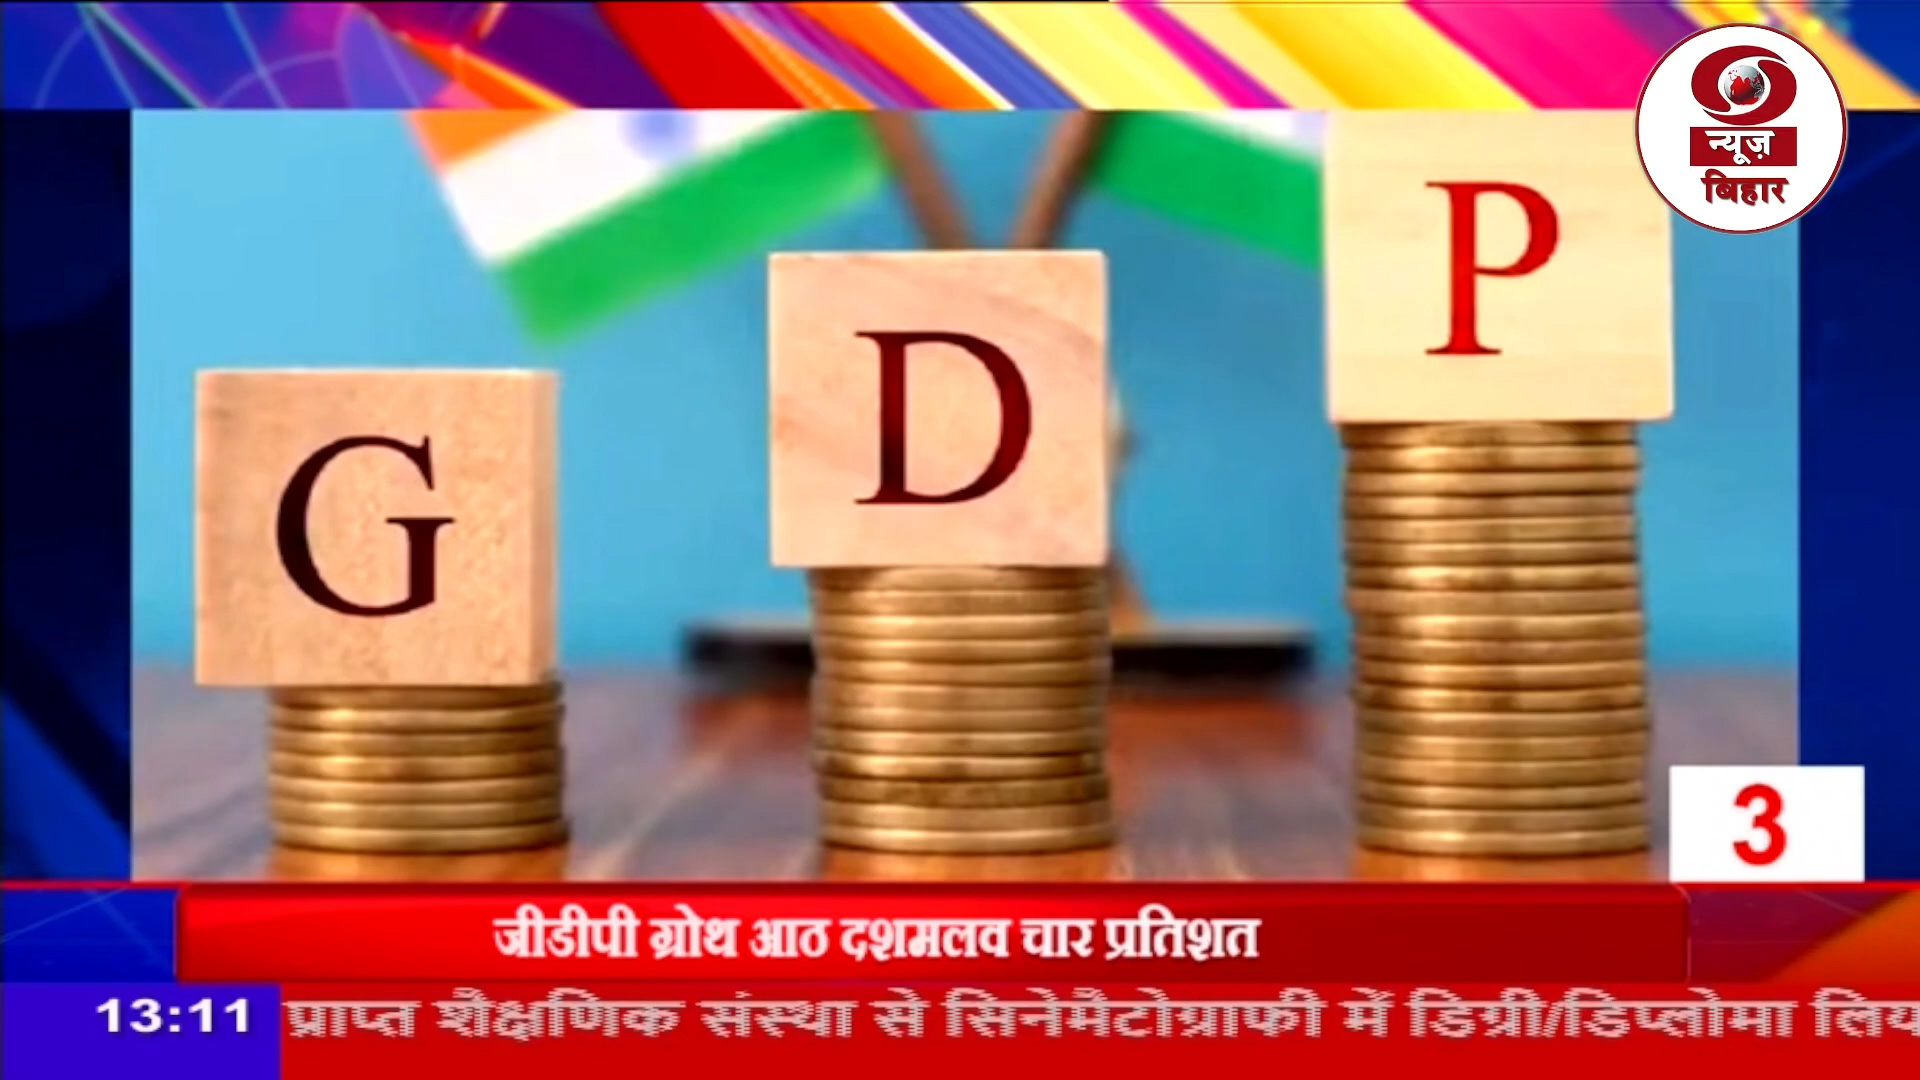 न्यूज़
बिहार
P
D
G
3
जीडीपी ग्रोथ आठ दशमलव चार प्रतिशत
13:11 प्राप्त शैक्षणिक संस्था से सिनेमैटोग्राफी में डिग्री/डिप्लोमा लिय